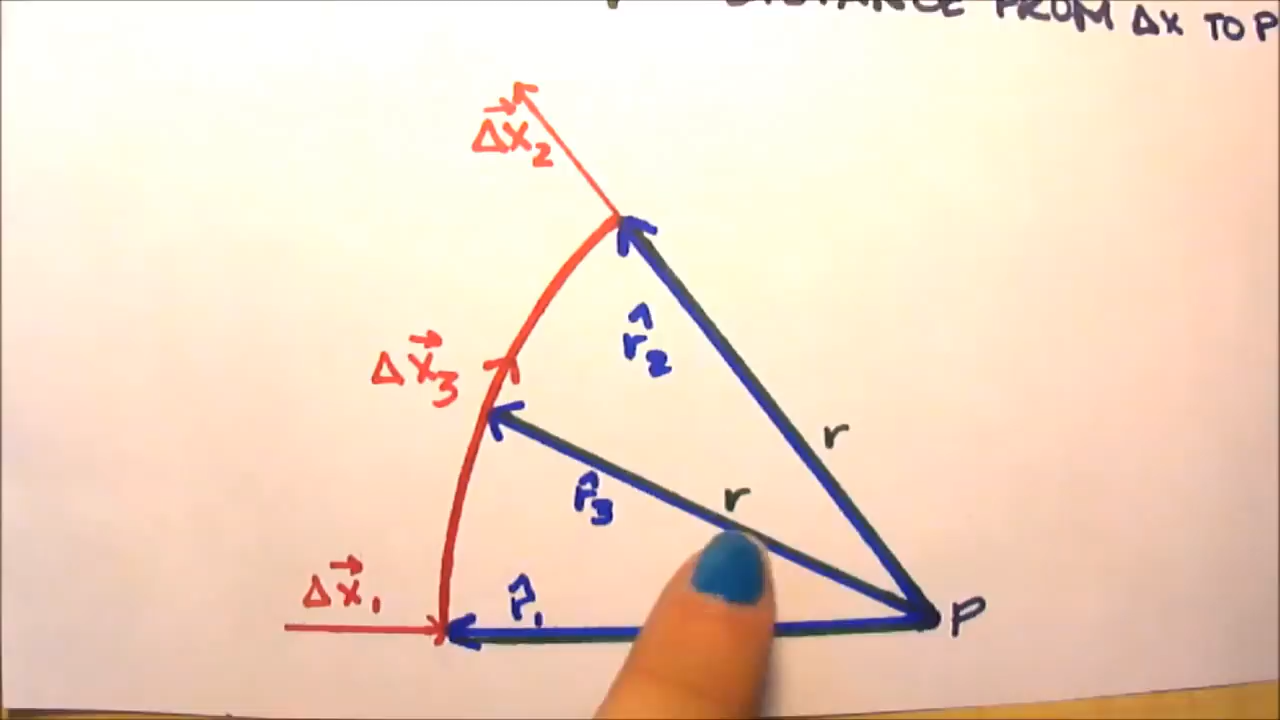 DISTANCE FROM Δx TO P
Δx⃗₂
r̂₂
Δx⃗₃
r
r̂₃
r
Δx⃗₁
r̂₁
P